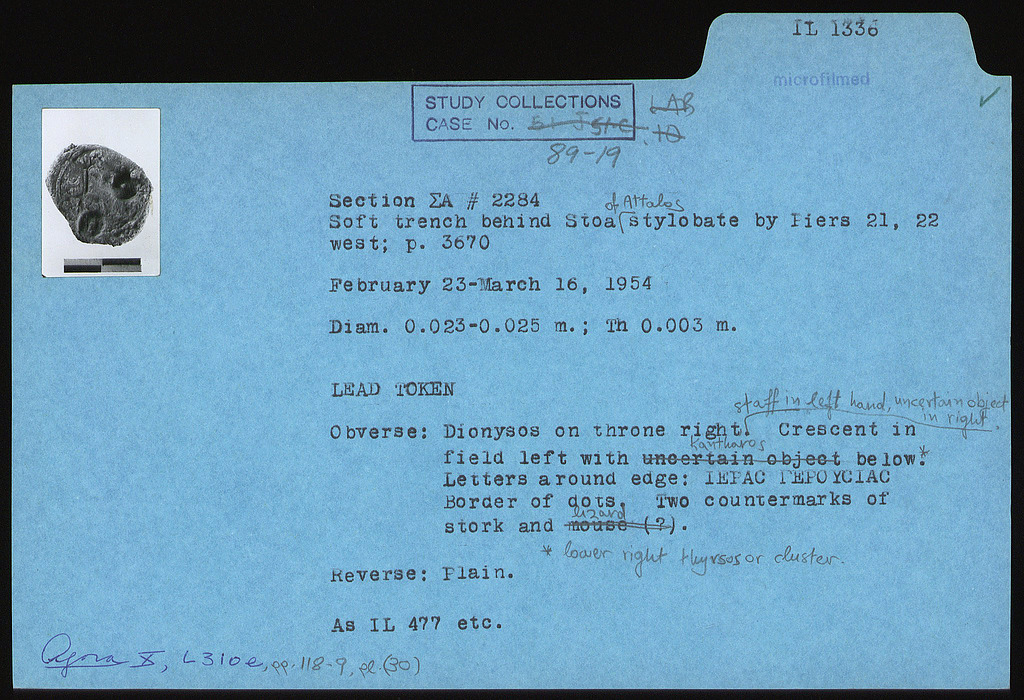 IL 1336
microfilmed
✓
STUDY COLLECTIONS
CASE No.
LAB
10
89-19
Section ΣΑ # 2284
of Attalos
Soft trench behind Stoa stylobate by Piers 21, 22
west; p. 3670
February 23-March 16, 1954
Diam. 0.023-0.025 m.; Th 0.003 m.
LEAD TOKEN
staff in left hand, uncertain object
in right.
Obverse: Dionysos on throne right. Crescent in
kantharos
field left with uncertain object below.*
Letters around edge: ΙΕΡΑC ΓΕΡΟΥCΙΑC
Border of dots. Two countermarks of
lizard
stork and mouse (?).
* lower right thyrsos or cluster.
Reverse: Plain.
As IL 477 etc.
Agora X, L310e, pp. 118-9, pl. (30)